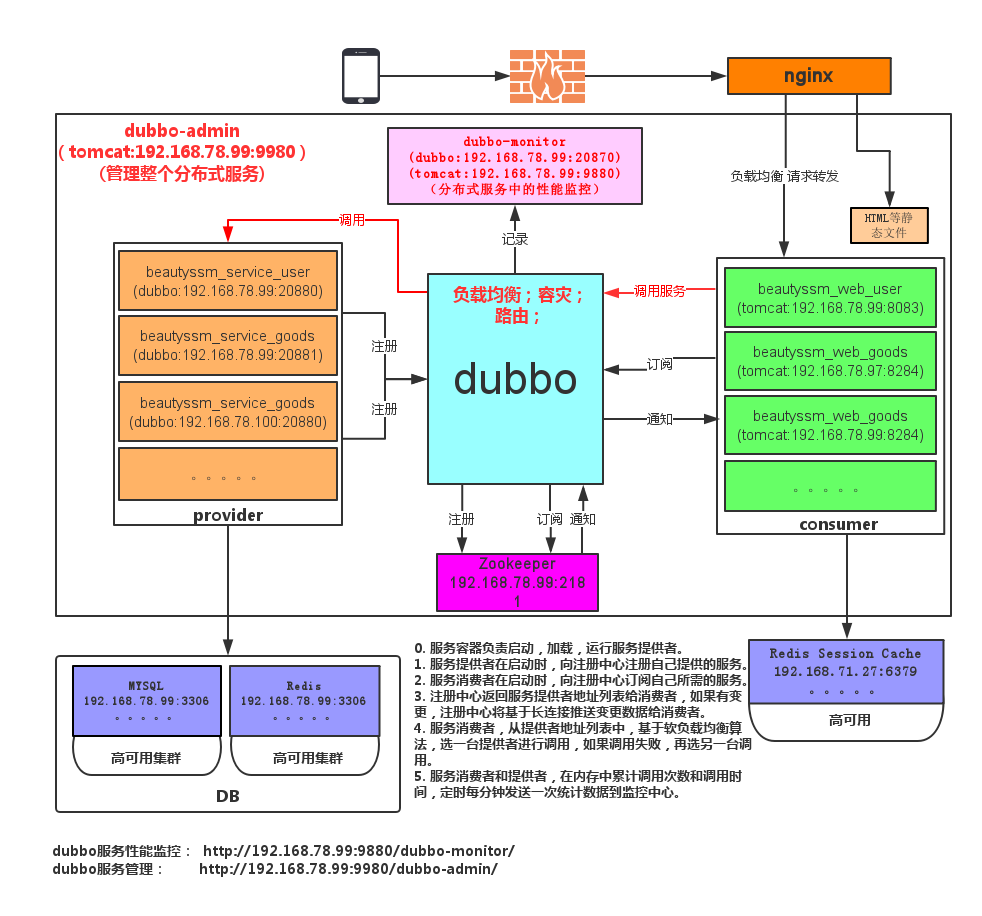 nginx
dubbo-admin
（tomcat:192.168.78.99:9980）
（管理整个分布式服务）
dubbo-monitor
(dubbo:192.168.78.99:20870)
(tomcat:192.168.78.99:9880)
（分布式服务中的性能监控）
负载均衡 请求转发
HTML等静
态文件
调用
记录
beautyssm_service_user
(dubbo:192.168.78.99:20880)
beautyssm_service_goods
(dubbo:192.168.78.99:20881)
beautyssm_service_goods
(dubbo:192.168.78.100:20880)
。。。。。
provider
注册
注册
负载均衡；容灾；
路由；
dubbo
调用服务
订阅
通知
beautyssm_web_user
(tomcat:192.168.78.99:8083)
beautyssm_web_goods
(tomcat:192.168.78.97:8284)
beautyssm_web_goods
(tomcat:192.168.78.99:8284)
。。。。。
consumer
注册
订阅
通知
Zookeeper
192.168.78.99:218
1
MYSQL
192.168.78.99:3306
。。。。。
高可用集群
Redis
192.168.78.99:3306
。。。。。
高可用集群
DB
0. 服务容器负责启动，加载，运行服务提供者。
1. 服务提供者在启动时，向注册中心注册自己提供的服务。
2. 服务消费者在启动时，向注册中心订阅自己所需的服务。
3. 注册中心返回服务提供者地址列表给消费者，如果有变
更，注册中心将基于长连接推送变更数据给消费者。
4. 服务消费者，从提供者地址列表中，基于软负载均衡算
法，选一台提供者进行调用，如果调用失败，再选另一台调
用。
5. 服务消费者和提供者，在内存中累计调用次数和调用时
间，定时每分钟发送一次统计数据到监控中心。
Redis Session Cache
192.168.71.27:6379
。。。。。
高可用
dubbo服务性能监控： http://192.168.78.99:9880/dubbo-monitor/
dubbo服务管理： http://192.168.78.99:9980/dubbo-admin/